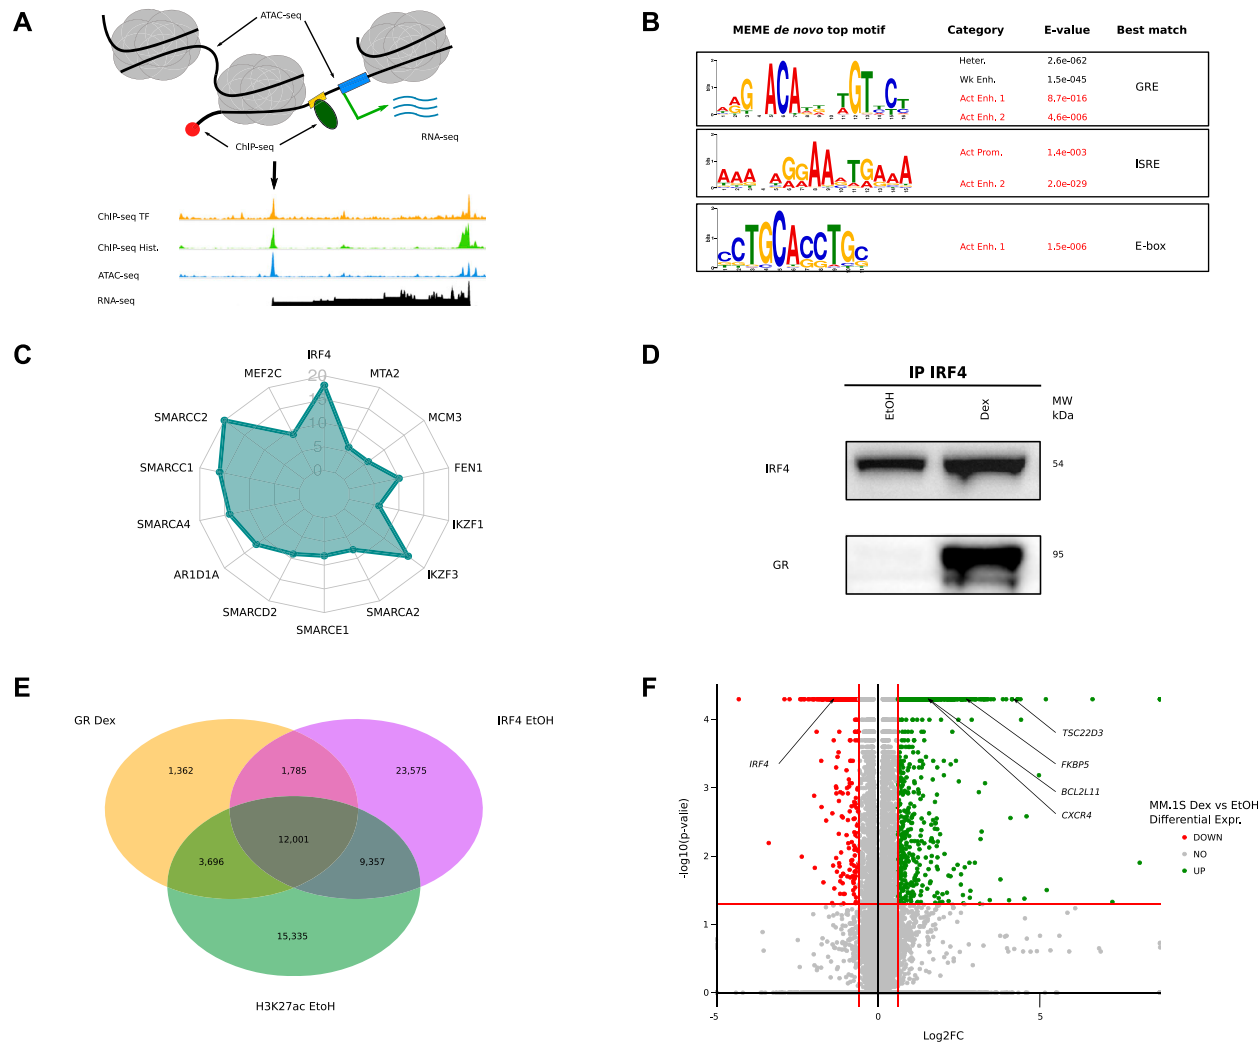 A
ATAC-seq
RNA-seq
ChIP-seq
ChIP-seq TF
ChIP-seq Hist.
ATAC-seq
RNA-seq
B
MEME de novo top motif Category E-value Best match
Heter. 2.6e-062
Wk Enh. 1.5e-045
GRE
Act Enh. 1 8.7e-016
Act Enh. 2 4,6e-006
Act Prom. 1.4e-003
ISRE
Act Enh. 2 2.0e-029
Act Enh. 1 1.5e-006 E-box
C
IRF4
MTA2
MCM3
FEN1
IKZF1
IKZF3
SMARCA2
SMARCE1
SMARCD2
AR1D1A
SMARCA4
SMARCC1
SMARCC2
MEF2C
20
15
10
5
0
D
IP IRF4
EtOH Dex MW
kDa
IRF4 54
GR 95
E
GR Dex IRF4 EtOH
1,362 1,785 23,575
12,001
3,696 9,357
15,335
H3K27ac EtoH
F
-log10(p-valie)
4
3
2
1
0
-5 0 5
Log2FC
IRF4
TSC22D3
FKBP5
BCL2L11
CXCR4
MM.1S Dex vs EtOH
Differential Expr.
DOWN
NO
UP